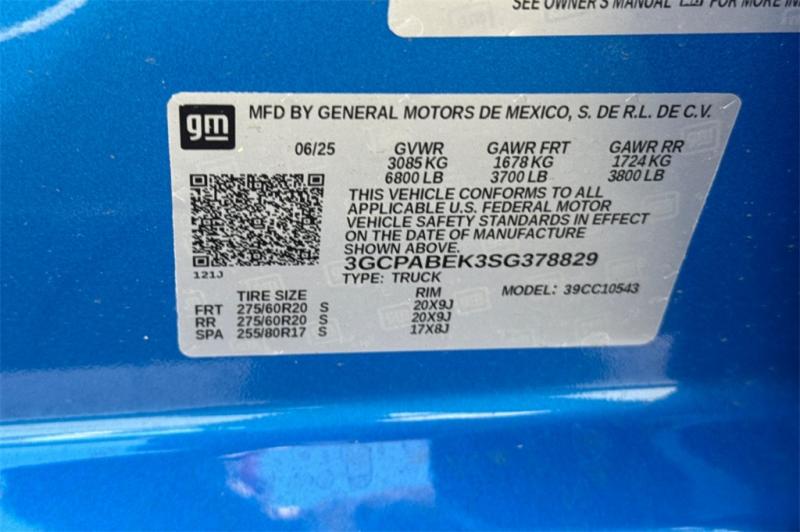 SEE OWNER'S MANUAL FOR MORE
gm
MFD BY GENERAL MOTORS DE MEXICO, S. DE R.L. DE C.V.
06/25 GVWR GAWR FRT GAWR RR
3085 KG 1678 KG 1724 KG
6800 LB 3700 LB 3800 LB
THIS VEHICLE CONFORMS TO ALL
APPLICABLE U.S. FEDERAL MOTOR
VEHICLE SAFETY STANDARDS IN EFFECT
ON THE DATE OF MANUFACTURE
SHOWN ABOVE.
121J
3GCPABEK3SG378829
TYPE: TRUCK
TIRE SIZE RIM MODEL: 39CC10543
FRT 275/60R20 S 20X9J
RR 275/60R20 S 20X9J
SPA 255/80R17 S 17X8J